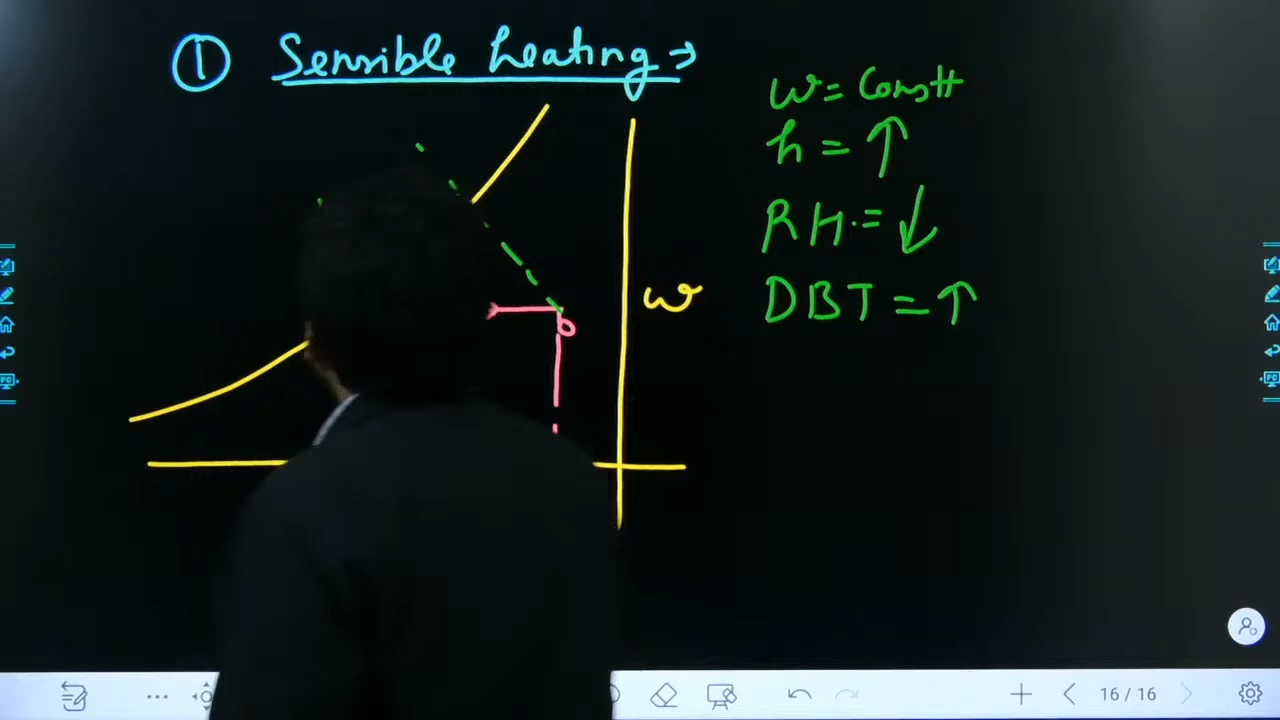 ① Sensible heating →
ω = Constt
h = ↑
RH. = ↓
DBT = ↑
ω
b
16 / 16